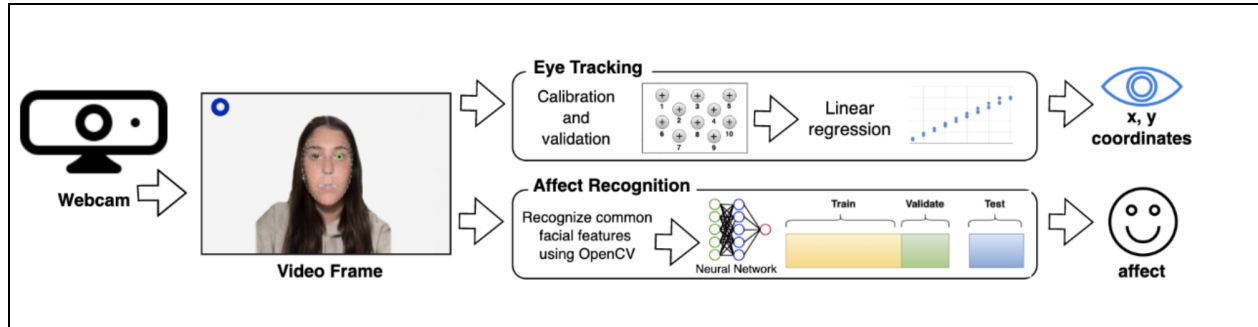 Webcam
Video Frame
Eye Tracking
Calibration
and
validation
1
2
3
4
5
6
7
8
9
10
Linear
regression
x, y
coordinates
Affect Recognition
Recognize common
facial features
using OpenCV
Neural Network
Train
Validate
Test
affect